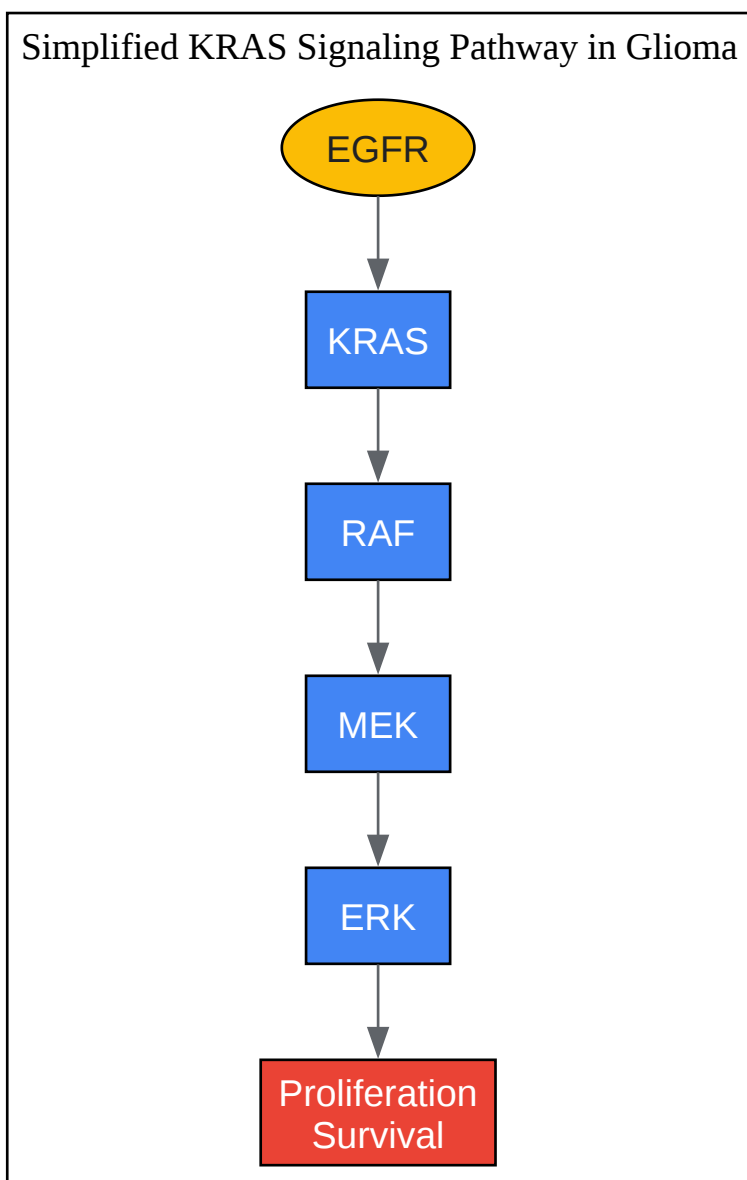 Simplified KRAS Signaling Pathway in Glioma
EGFR
KRAS
RAF
MEK
ERK
Proliferation
Survival